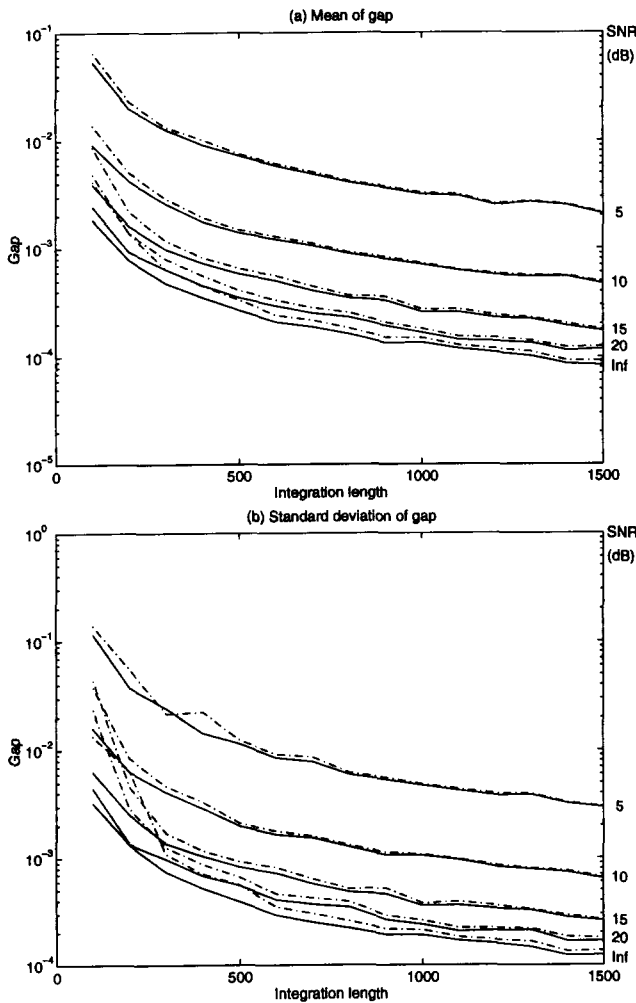 (a) Mean of gap
SNR
(dB)
10⁻¹
10⁻²
10⁻³
10⁻⁴
10⁻⁵
Gap
5
10
15
20
Inf
0
500
1000
1500
Integration length
(b) Standard deviation of gap
SNR
(dB)
10⁰
10⁻¹
10⁻²
10⁻³
10⁻⁴
Gap
5
10
15
20
Inf
0
500
1000
1500
Integration length